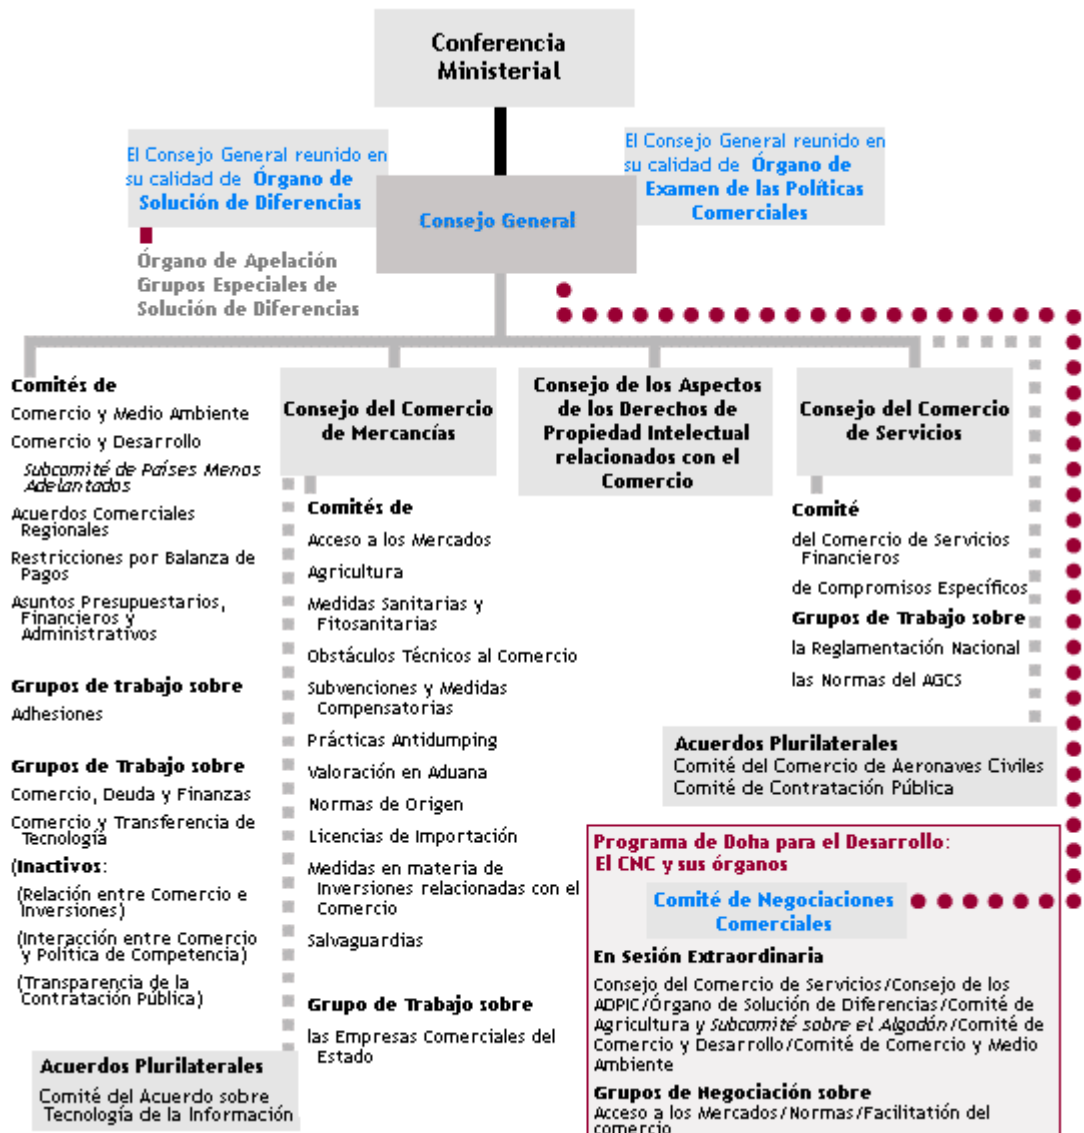 Conferencia
Ministerial
El Consejo General reunido en
su calidad de Órgano de
Solución de Diferencias
El Consejo General reunido en
su calidad de Órgano de
Examen de las Políticas
Comerciales
Consejo General
Órgano de Apelación
Grupos Especiales de
Solución de Diferencias
Comités de
Comercio y Medio Ambiente
Comercio y Desarrollo
Subcomité de Países Menos
Adelantados
Acuerdos Comerciales
Regionales
Restricciones por Balanza de
Pagos
Asuntos Presupuestarios,
Financieros y
Administrativos
Grupos de trabajo sobre
Adhesiones
Grupos de Trabajo sobre
Comercio, Deuda y Finanzas
Comercio y Transferencia de
Tecnología
(Inactivos:
(Relación entre Comercio e
Inversiones)
(Interacción entre Comercio
y Política de Competencia)
(Transparencia de la
Contratación Pública)
Acuerdos Plurilaterales
Comité del Acuerdo sobre
Tecnología de la Información
Consejo del Comercio
de Mercancías
Comités de
Acceso a los Mercados
Agricultura
Medidas Sanitarias y
Fitosanitarias
Obstáculos Técnicos al Comercio
Subvenciones y Medidas
Compensatorias
Prácticas Antidumping
Valoración en Aduana
Normas de Origen
Licencias de Importación
Medidas en materia de
Inversiones relacionadas con el
Comercio
Salvaguardias
Grupo de Trabajo sobre
las Empresas Comerciales del
Estado
Consejo de los Aspectos
de los Derechos de
Propiedad Intelectual
relacionados con el
Comercio
Consejo del Comercio
de Servicios
Comité
del Comercio de Servicios
Financieros
de Compromisos Específicos
Grupos de Trabajo sobre
la Reglamentación Nacional
las Normas del AGCS
Acuerdos Plurilaterales
Comité del Comercio de Aeronaves Civiles
Comité de Contratación Pública
Programa de Doha para el Desarrollo:
El CNC y sus órganos
Comité de Negociaciones
Comerciales
En Sesión Extraordinaria
Consejo del Comercio de Servicios/Consejo de los
ADPIC/Órgano de Solución de Diferencias/Comité de
Agricultura y Subcomité sobre el Algodón/Comité de
Comercio y Desarrollo/Comité de Comercio y Medio
Ambiente
Grupos de Negociación sobre
Acceso a los Mercados/Normas/Facilitatión del
comercio